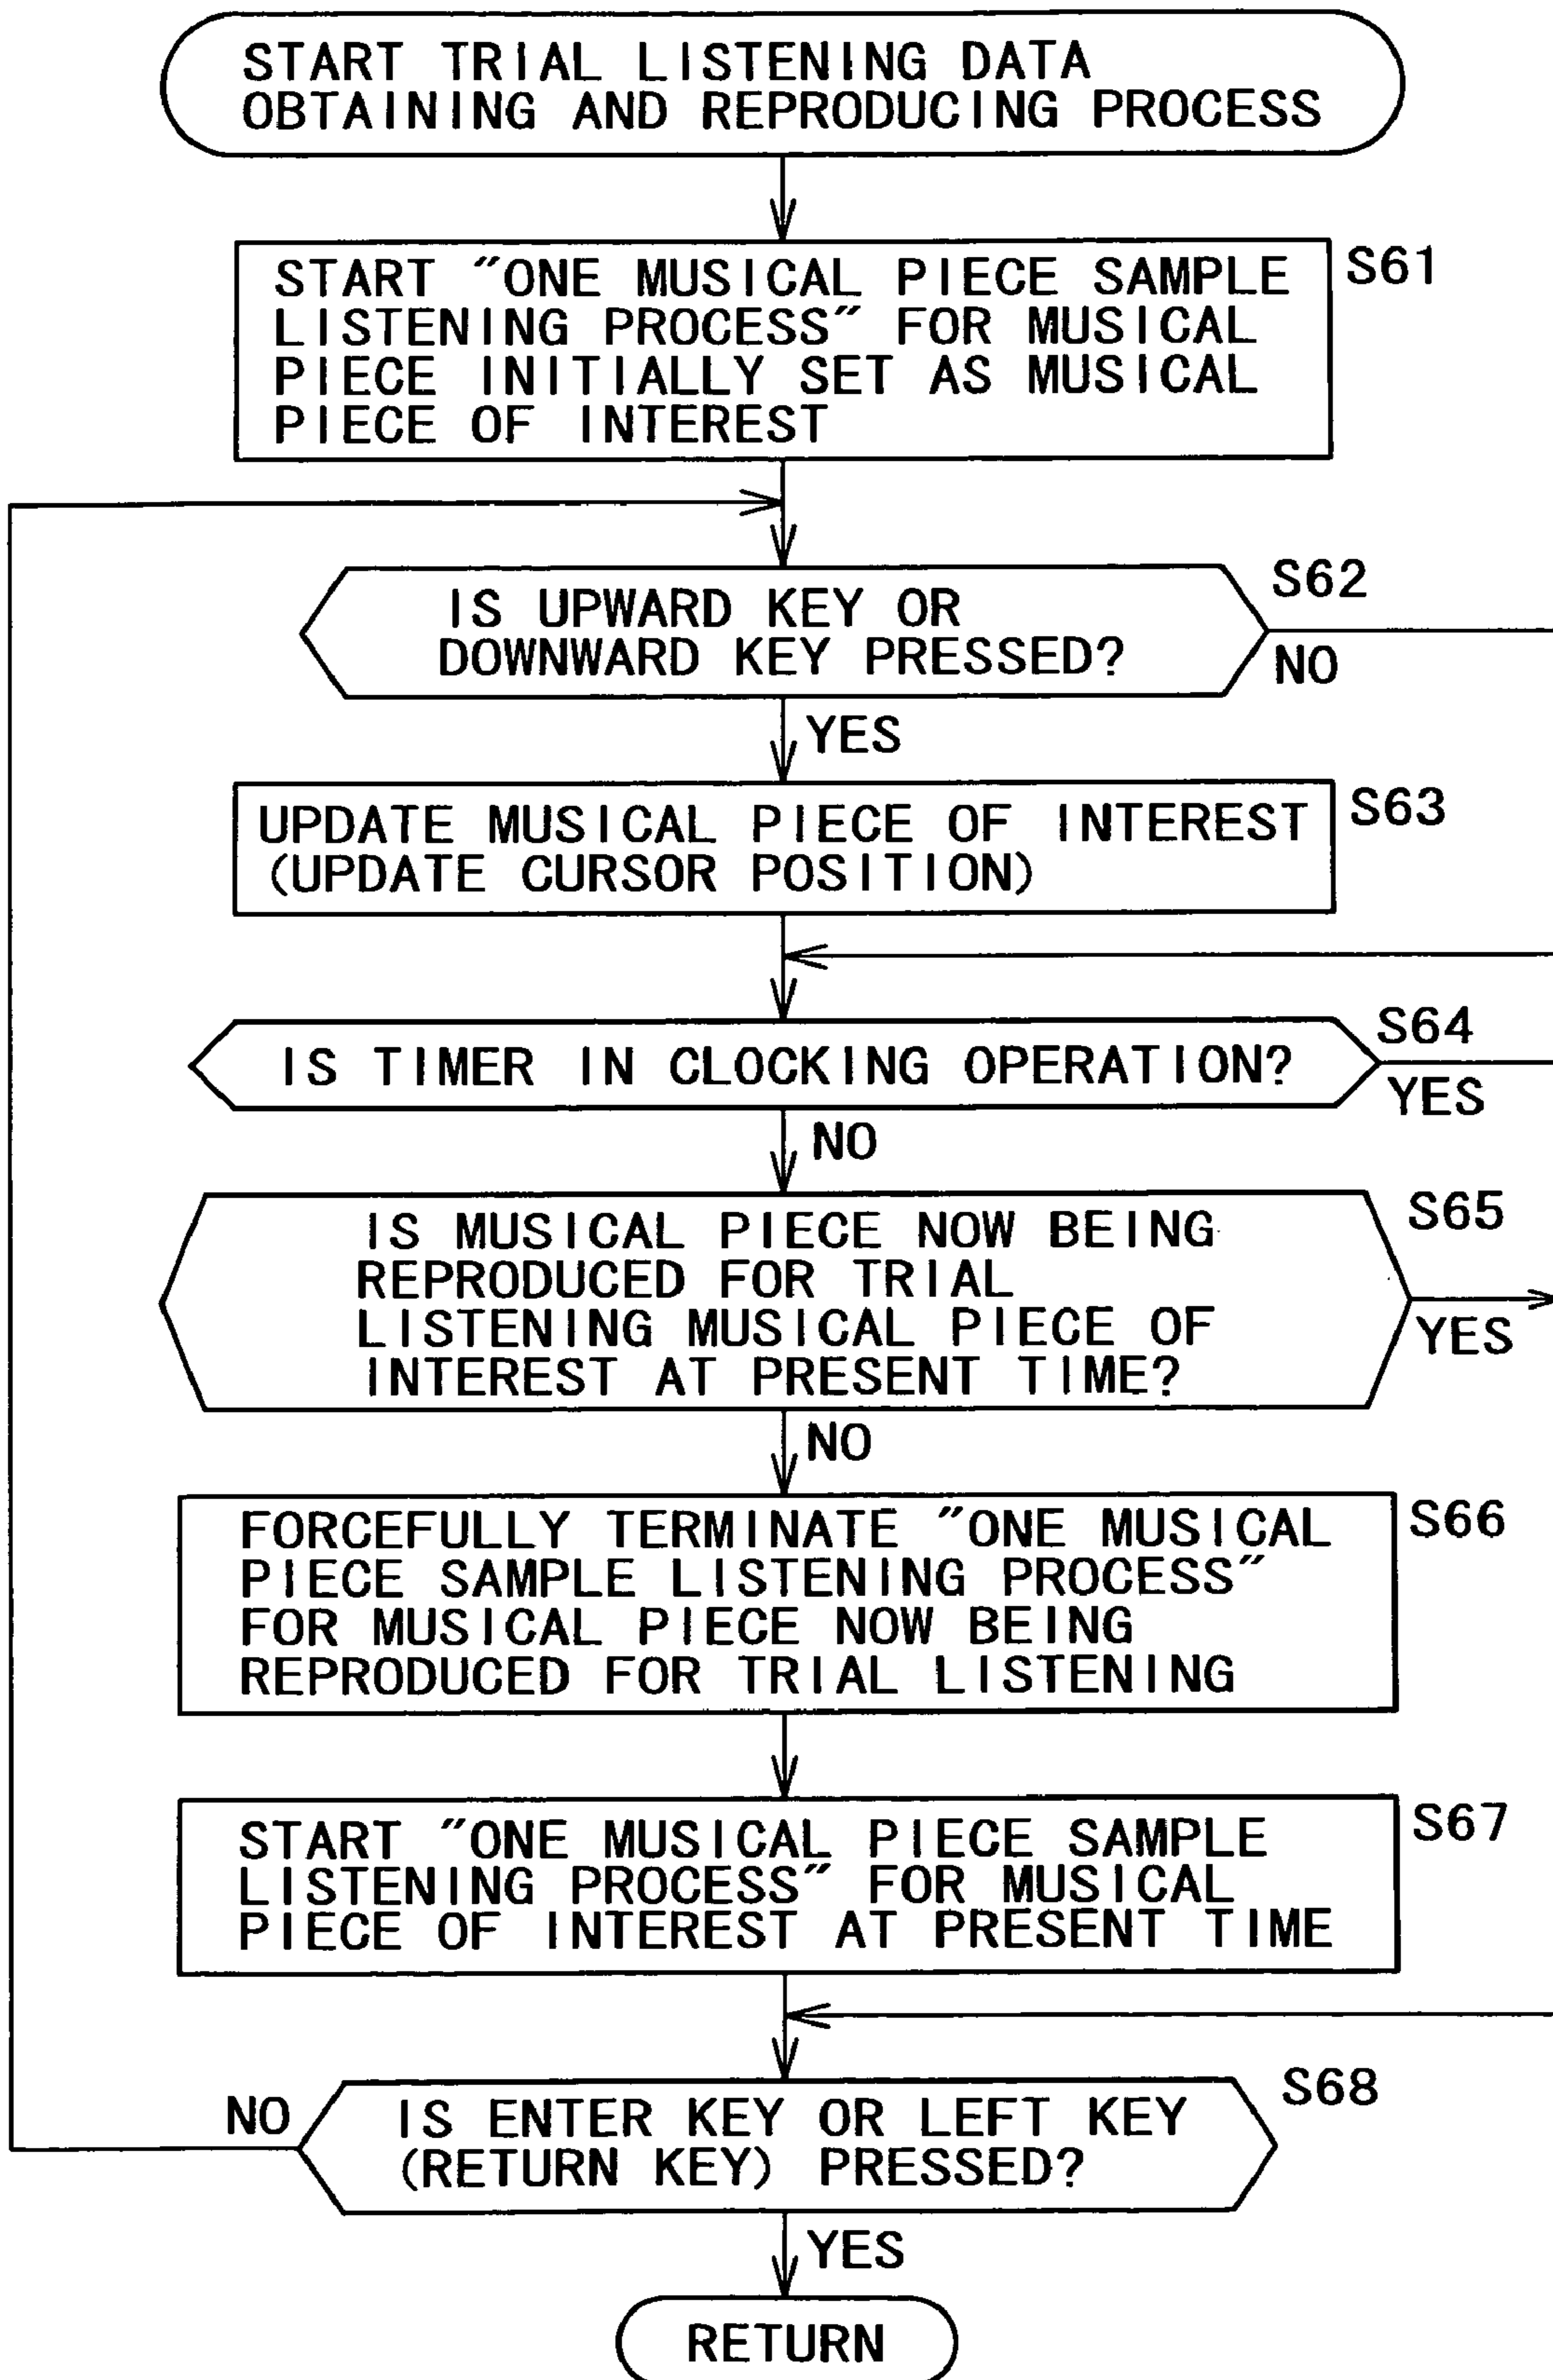 START TRIAL LISTENING DATA
OBTAINING AND REPRODUCING PROCESS
START "ONE MUSICAL PIECE SAMPLE
LISTENING PROCESS" FOR MUSICAL
PIECE INITIALLY SET AS MUSICAL
PIECE OF INTEREST
S61
IS UPWARD KEY OR
DOWNWARD KEY PRESSED?
S62
NO
YES
UPDATE MUSICAL PIECE OF INTEREST
(UPDATE CURSOR POSITION)
S63
IS TIMER IN CLOCKING OPERATION?
S64
YES
NO
IS MUSICAL PIECE NOW BEING
REPRODUCED FOR TRIAL
LISTENING MUSICAL PIECE OF
INTEREST AT PRESENT TIME?
S65
YES
NO
FORCEFULLY TERMINATE "ONE MUSICAL
PIECE SAMPLE LISTENING PROCESS"
FOR MUSICAL PIECE NOW BEING
REPRODUCED FOR TRIAL LISTENING
S66
START "ONE MUSICAL PIECE SAMPLE
LISTENING PROCESS" FOR MUSICAL
PIECE OF INTEREST AT PRESENT TIME
S67
NO
IS ENTER KEY OR LEFT KEY
(RETURN KEY) PRESSED?
S68
YES
RETURN